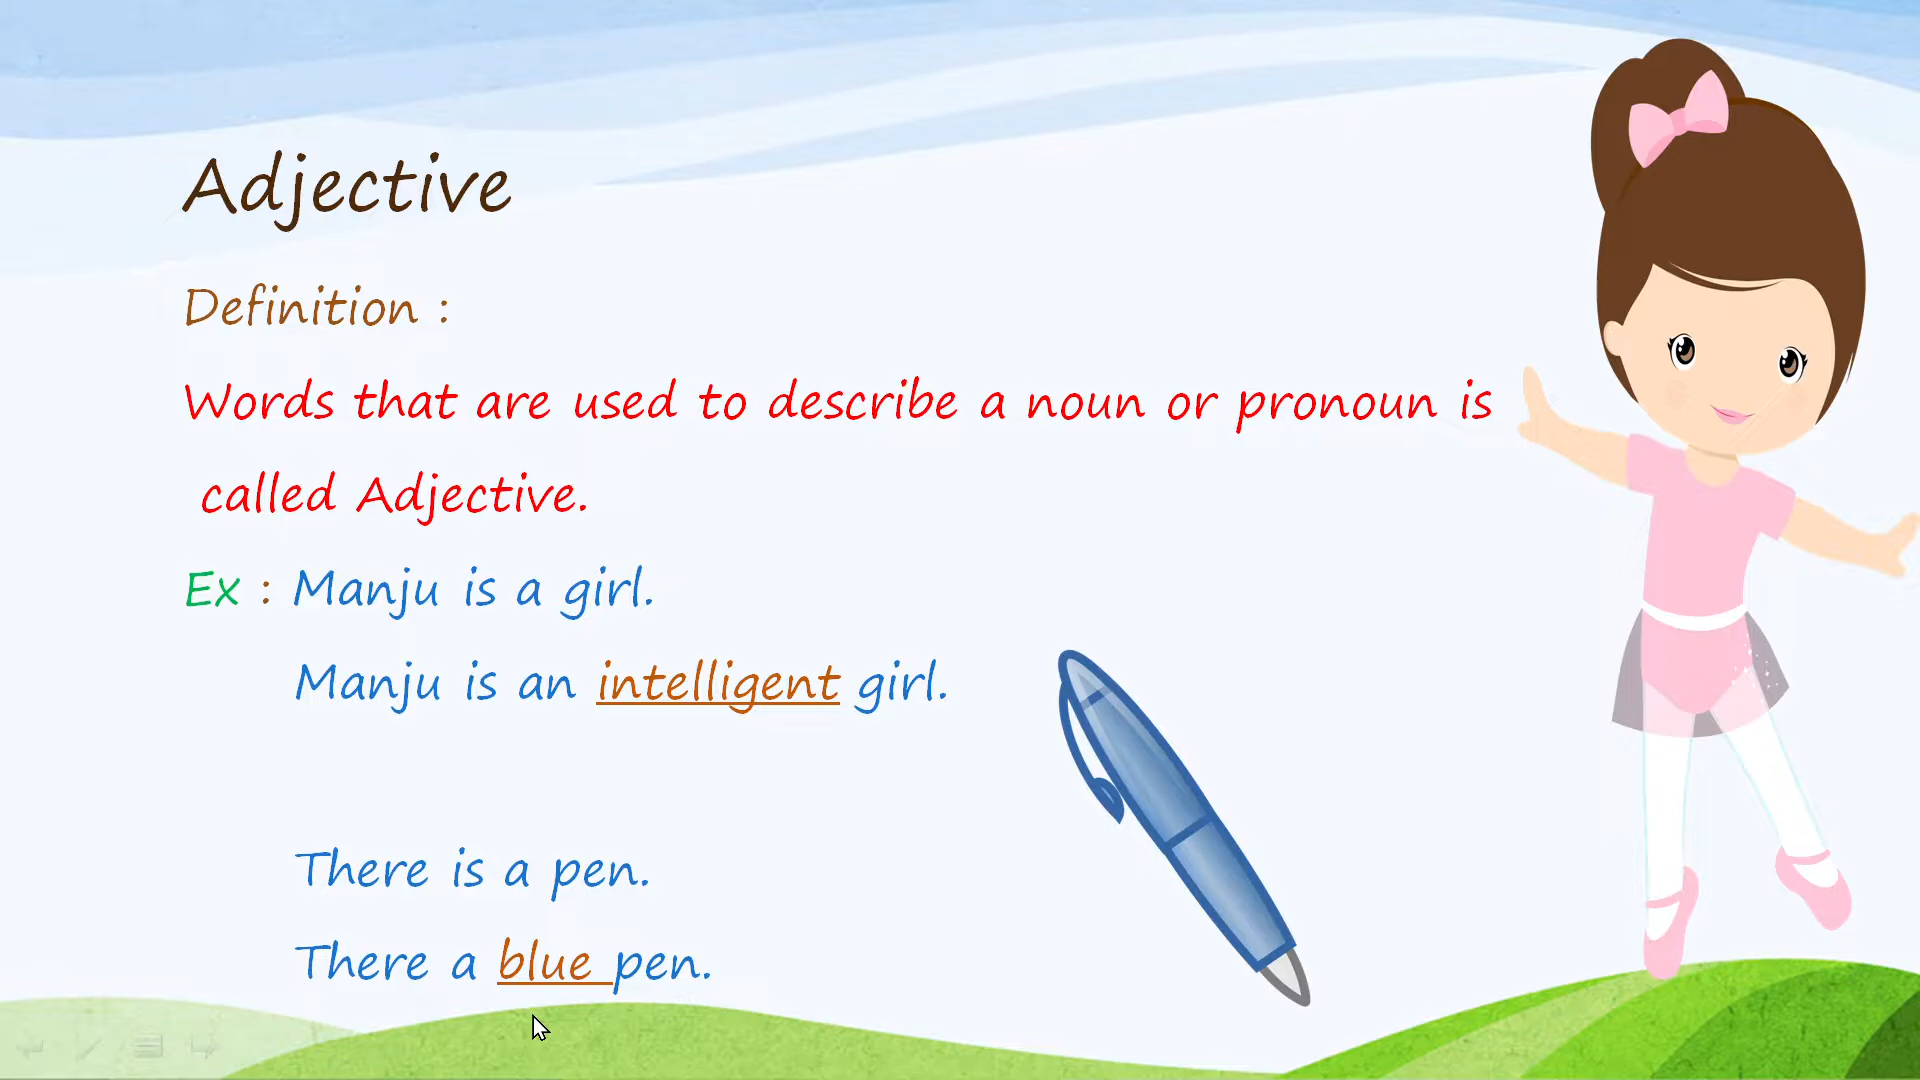 Adjective
Definition :
Words that are used to describe a noun or pronoun is
called Adjective.
Ex : Manju is a girl.
Manju is an intelligent girl.
There is a pen.
There a blue pen.